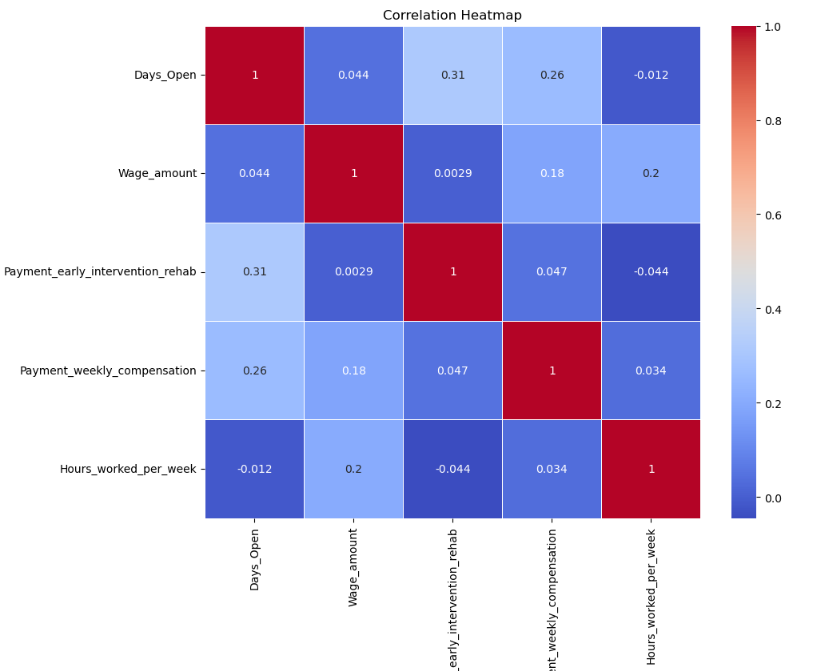 Correlation Heatmap
Days_Open 1 0.044 0.31 0.26 -0.012
Wage_amount 0.044 1 0.0029 0.18 0.2
Payment_early_intervention_rehab 0.31 0.0029 1 0.047 -0.044
Payment_weekly_compensation 0.26 0.18 0.047 1 0.034
Hours_worked_per_week -0.012 0.2 -0.044 0.034 1
Days_Open
Wage_amount
_early_intervention_rehab
nt_weekly_compensation
Hours_worked_per_week
1.0
0.8
0.6
0.4
0.2
0.0